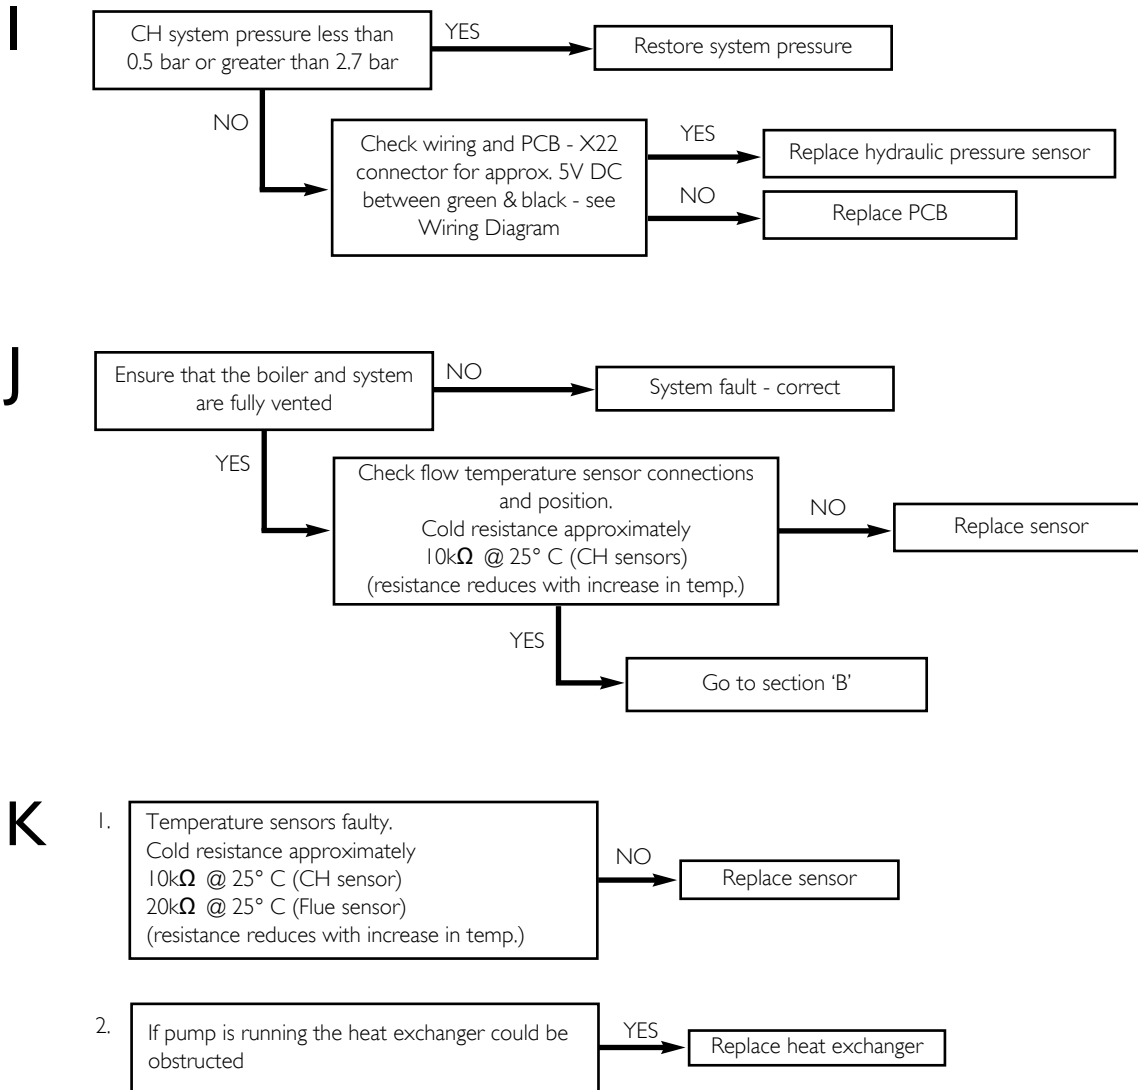 I
CH system pressure less than
0.5 bar or greater than 2.7 bar
YES
Restore system pressure
NO
Check wiring and PCB - X22
connector for approx. 5V DC
between green & black - see
Wiring Diagram
YES
Replace hydraulic pressure sensor
NO
Replace PCB
J
Ensure that the boiler and system
are fully vented
NO
System fault - correct
YES
Check flow temperature sensor connections
and position.
Cold resistance approximately
10kΩ @ 25° C (CH sensors)
(resistance reduces with increase in temp.)
NO
Replace sensor
YES
Go to section ‘B’
K
1.
Temperature sensors faulty.
Cold resistance approximately
10kΩ @ 25° C (CH sensor)
20kΩ @ 25° C (Flue sensor)
(resistance reduces with increase in temp.)
NO
Replace sensor
2.
If pump is running the heat exchanger could be
obstructed
YES
Replace heat exchanger